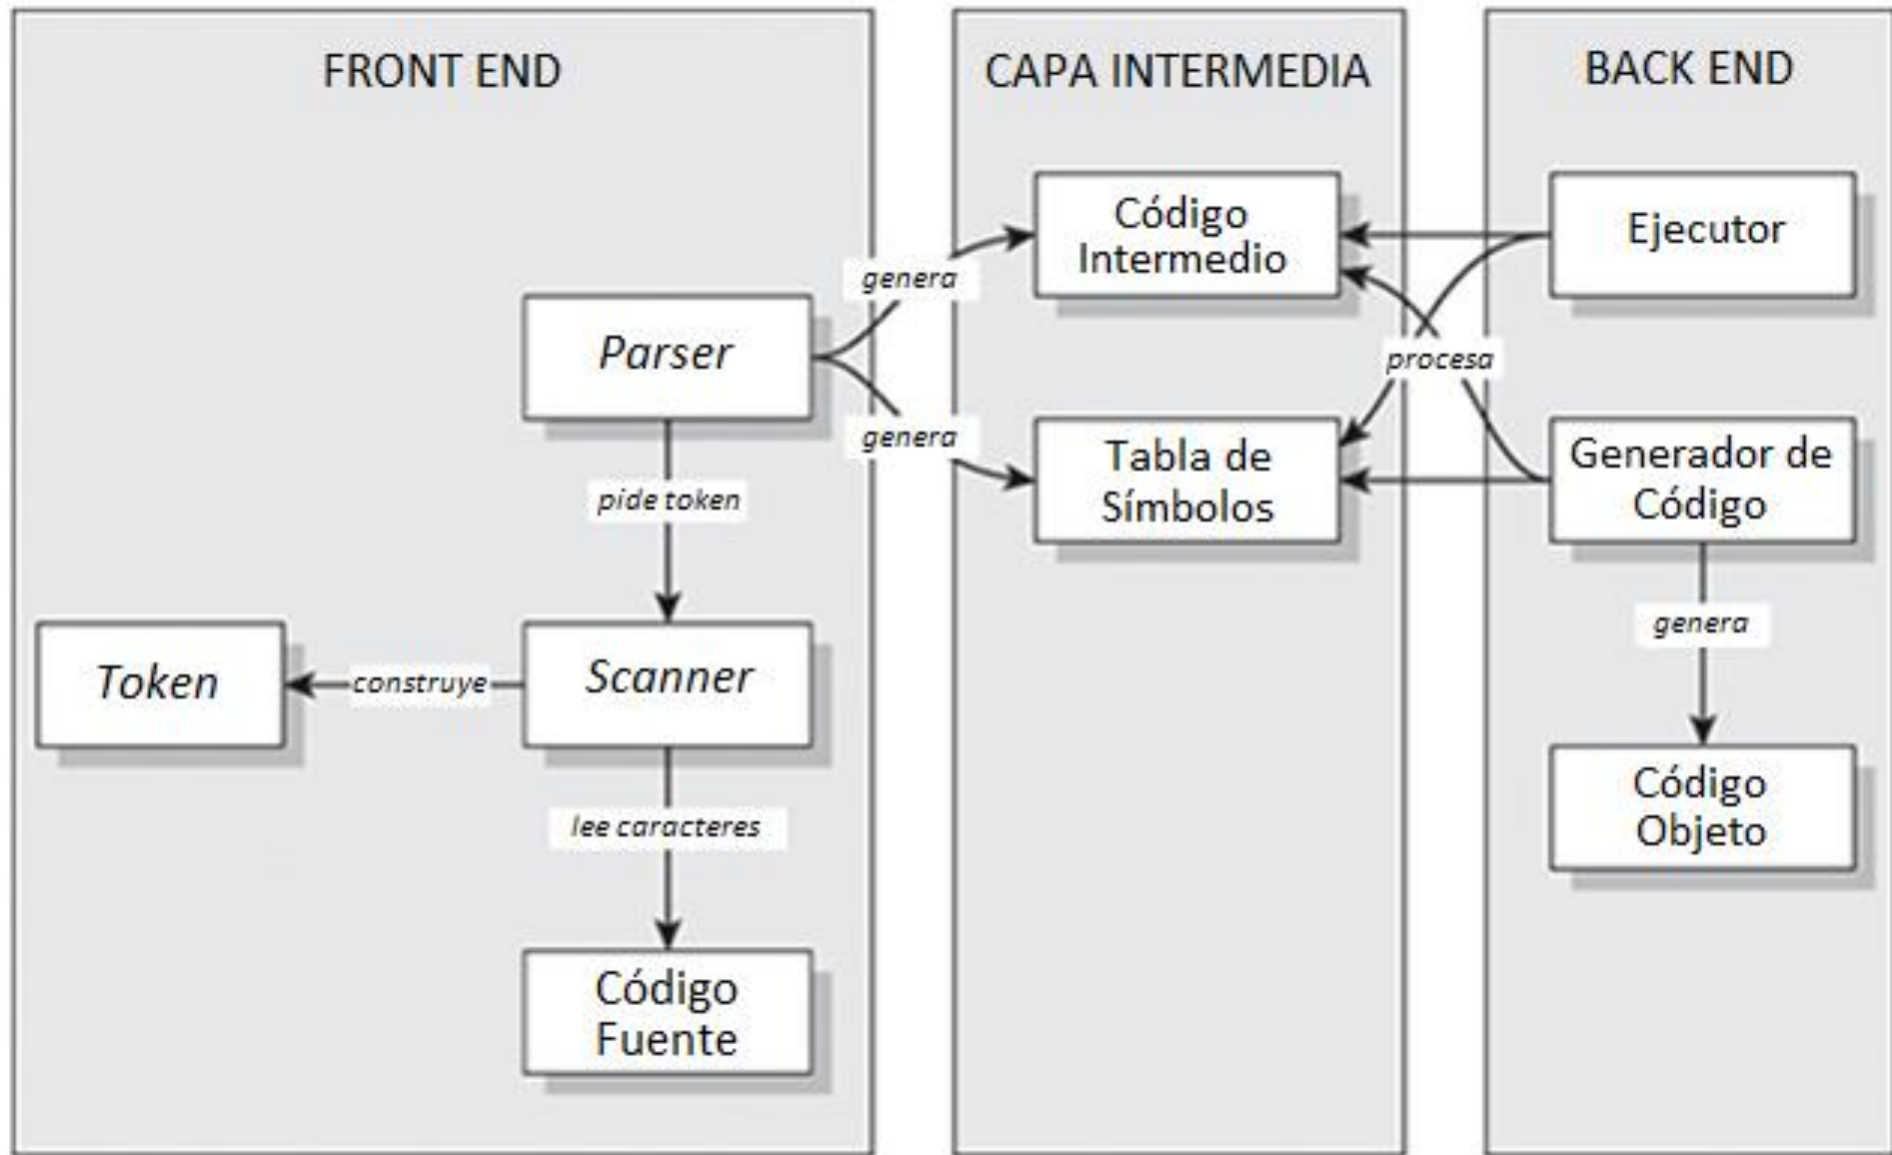 FRONT END
Parser
pide token
Scanner
construye
Token
lee caracteres
Código
Fuente
genera
genera
CAPA INTERMEDIA
Código
Intermedio
Tabla de
Símbolos
procesa
BACK END
Ejecutor
Generador de
Código
genera
Código
Objeto